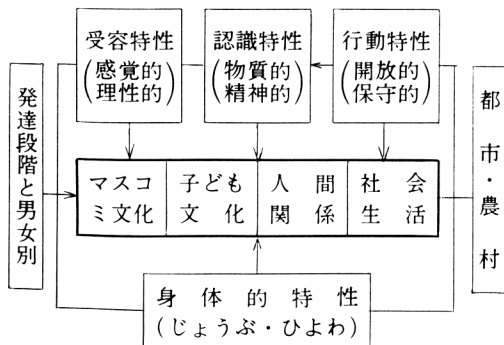 受容特性
(感覚的
理性的)
認識特性
(物質的
精神的)
行動特性
(開放的
保守的)
発達段階と男女別
マスコ
ミ文化
子ども
文化
人間
関係
社会
生活
都市・農村
身体的特性
(じょうぶ・ひよわ)